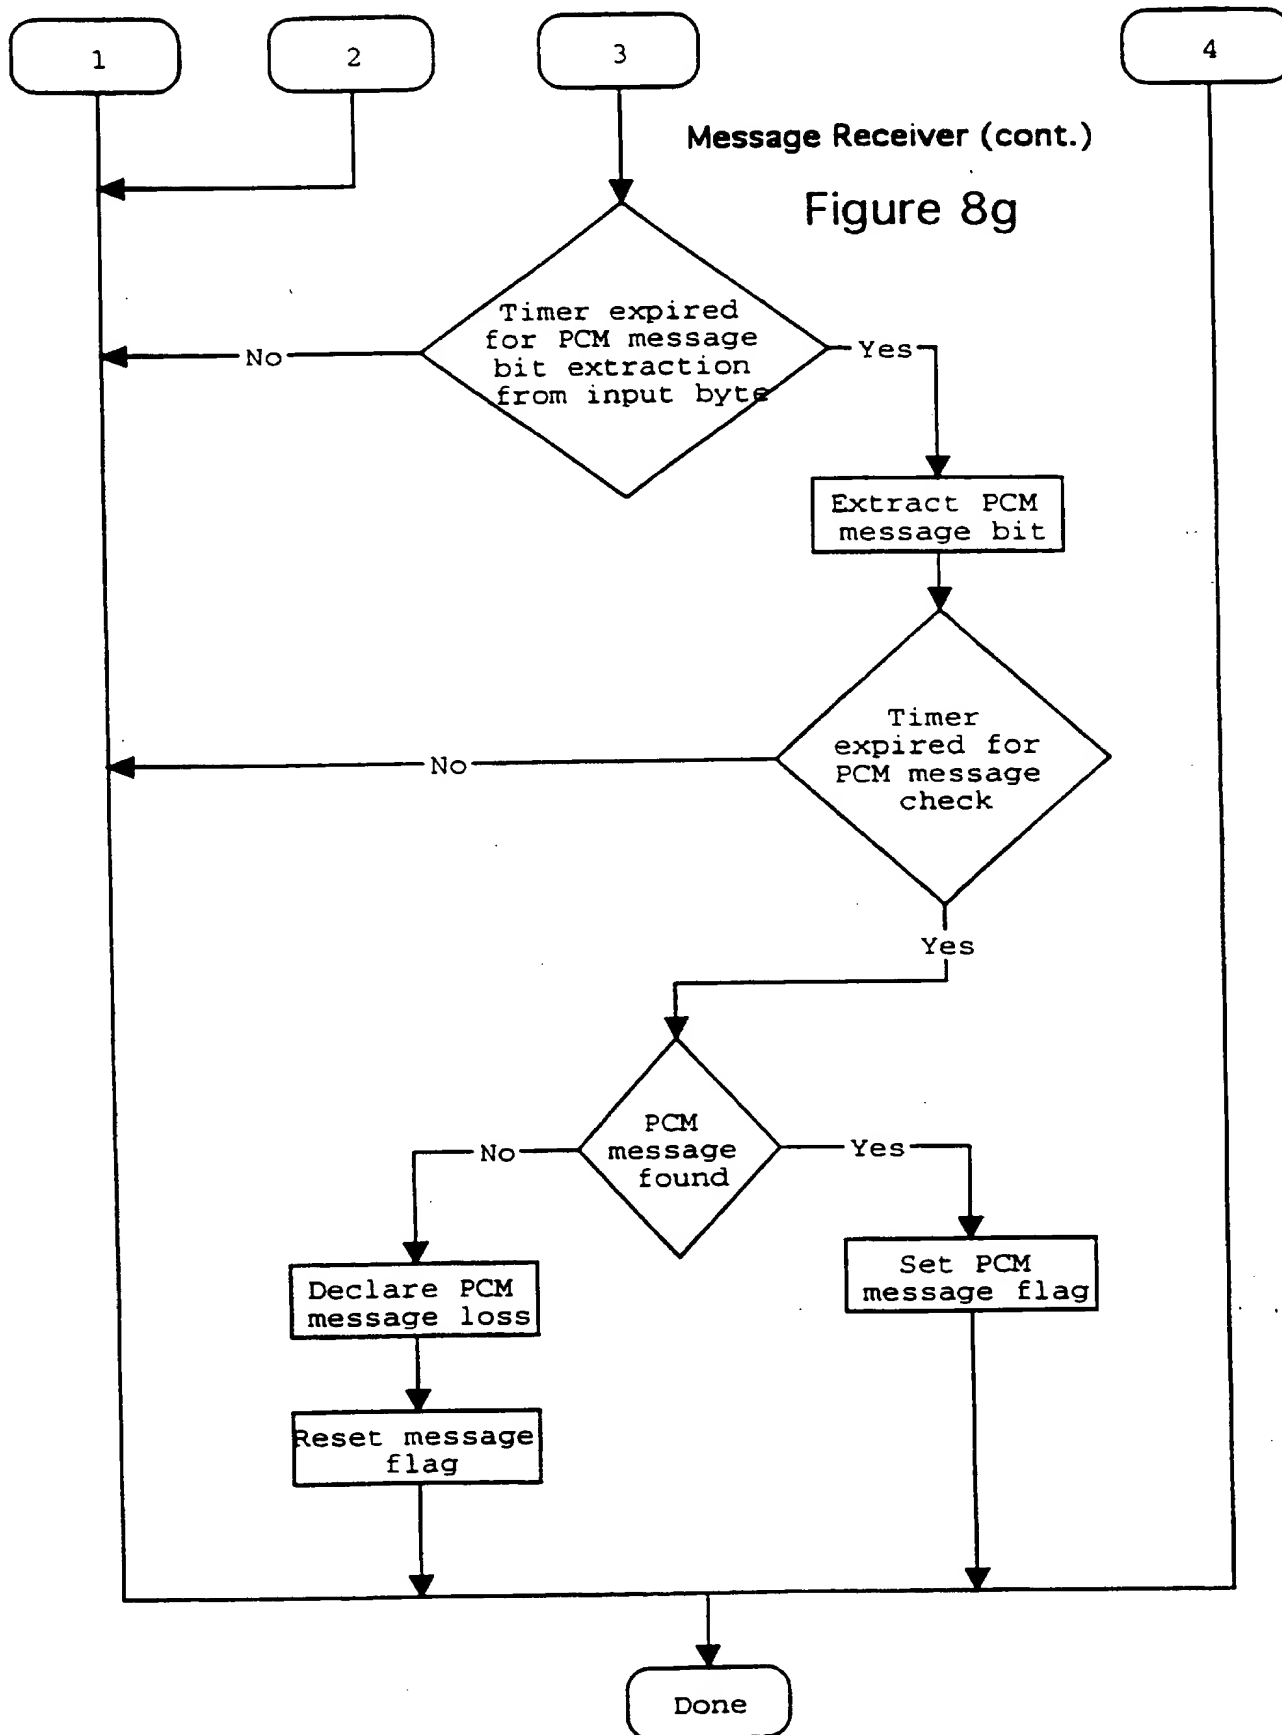 1
2
3
4
Message Receiver (cont.)
Figure 8g
Timer expired
for PCM message
bit extraction
from input byte
No
Yes
Extract PCM
message bit
Timer
expired for
PCM message
check
No
Yes
PCM
message
found
No
Yes
Declare PCM
message loss
Set PCM
message flag
Reset message
flag
Done